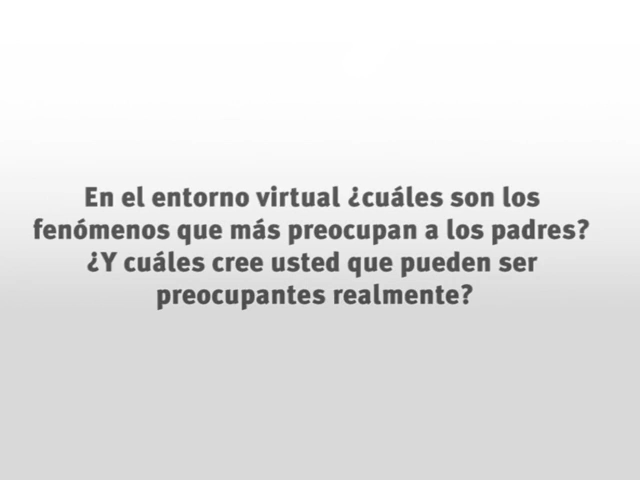 En el entorno virtual ¿cuáles son los
fenómenos que más preocupan a los padres?
¿Y cuáles cree usted que pueden ser
preocupantes realmente?